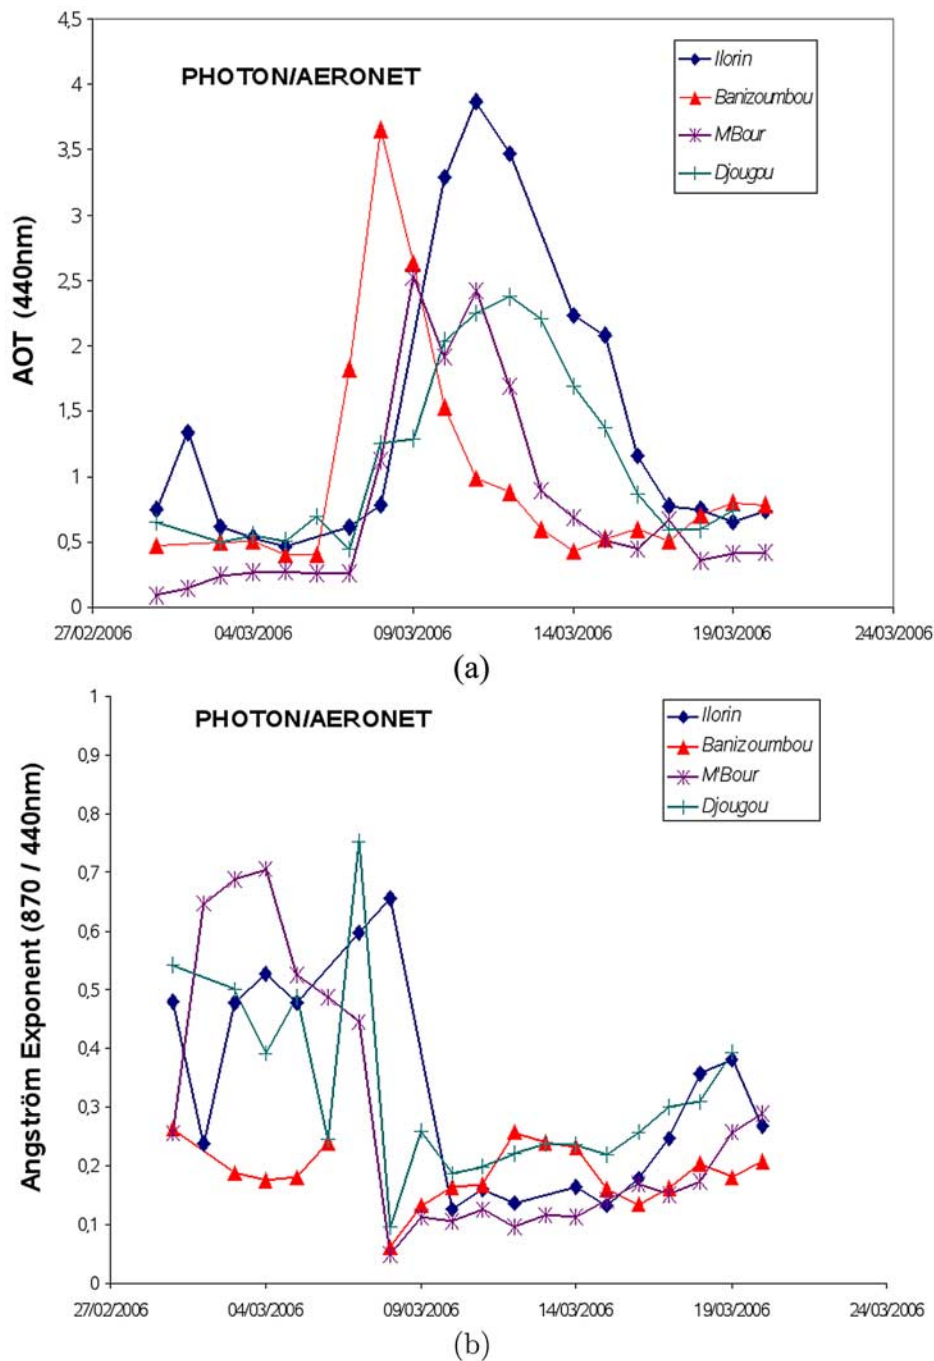 4,5
4
3,5
3
2,5
2
1,5
1
0,5
0
AOT (440nm)
PHOTON/AERONET
Ilorin
Banizoumbou
M'Bour
Djougou
27/02/2006 04/03/2006 09/03/2006 14/03/2006 19/03/2006 24/03/2006
(a)
1
0,9
0,8
0,7
0,6
0,5
0,4
0,3
0,2
0,1
0
Angström Exponent (870 / 440nm)
PHOTON/AERONET
Ilorin
Banizoumbou
M'Bour
Djougou
27/02/2006 04/03/2006 09/03/2006 14/03/2006 19/03/2006 24/03/2006
(b)